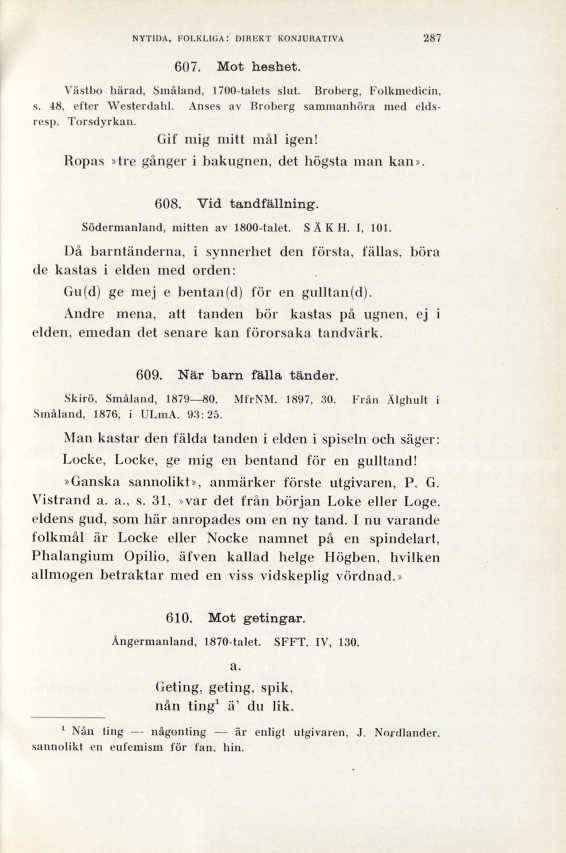 NYTIDA, FOLKLIGA: DIREKT KONJURATIVA 287
607. Mot heshet.
Västbo härad, Småland, 1700-talets slut. Broberg, Folkmedicin,
s. 48, efter Westerdahl. Anses av Broberg sammanhöra med elds-
resp. Torsdyrkan.
Gif mig mitt mål igen!
Ropas »tre gånger i bakugnen, det högsta man kan».
608. Vid tandfällning.
Södermanland, mitten av 1800-talet. S Ä K H. I, 101.
Då barntänderna, i synnerhet den första, fällas, böra
de kastas i elden med orden:
Gu(d) ge mej e bentan(d) för en gulltan(d).
Andre mena, att tanden bör kastas på ugnen, ej i
elden, emedan det senare kan förorsaka tandvärk.
609. När barn fälla tänder.
Skirö, Småland, 1879—80. MfrNM. 1897, 30. Från Älghult i
Småland, 1876, i ULmA. 93: 25.
Man kastar den fälda tanden i elden i spiseln och säger:
Locke, Locke, ge mig en bentand för en gulltand!
»Ganska sannolikt», anmärker förste utgivaren, P. G.
Vistrand a. a., s. 31, »var det från början Loke eller Loge,
eldens gud, som här anropades om en ny tand. I nu varande
folkmål är Locke eller Nocke namnet på en spindelart,
Phalangium Opilio, äfven kallad helge Högben, hvilken
allmogen betraktar med en viss vidskeplig vördnad.»
610. Mot getingar.
Ångermanland, 1870-talet. SFFT. IV, 130.
a.
Geting, geting, spik,
nån ting¹ ä' du lik.
¹ Nån ting — någonting — är enligt utgivaren, J. Nordlander,
sannolikt en eufemism för fan, hin.